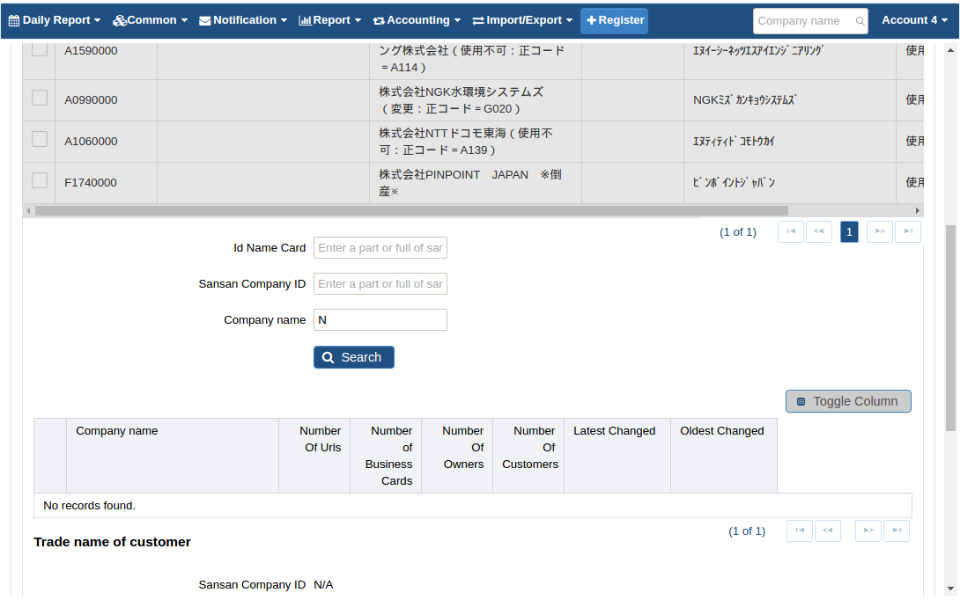 Daily Report Common Notification Report Accounting Import/Export + Register Company name Account 4
A1590000 ング株式会社（使用不可：正コード ｴﾇｲｰｼｰﾈｯﾂｴｽｱｲｴﾝｼﾞﾆｱﾘﾝｸﾞ 使用
= A114 )
A0990000 株式会社NGK水環境システムズ NGKﾐｽﾞｶﾝｷｮｳｼｽﾃﾑｽﾞ 使用
（変更：正コード = G020 )
A1060000 株式会社NTTドコモ東海（使用不 ｴﾇﾃｨﾃｨﾄﾞｺﾓﾄｳｶｲ 使用
可：正コード = A139 )
F1740000 株式会社PINPOINT　JAPAN　※倒 ﾋﾟﾝﾎﾟｲﾝﾄｼﾞｬﾊﾟﾝ 使用
産※
(1 of 1) 1
Id Name Card Enter a part or full of sar
Sansan Company ID Enter a part or full of sar
Company name N
Search
Toggle Column
Company name Number Of Urls Number of Business Cards Number Of Owners Number Of Customers Latest Changed Oldest Changed
No records found.
(1 of 1)
Trade name of customer
Sansan Company ID N/A